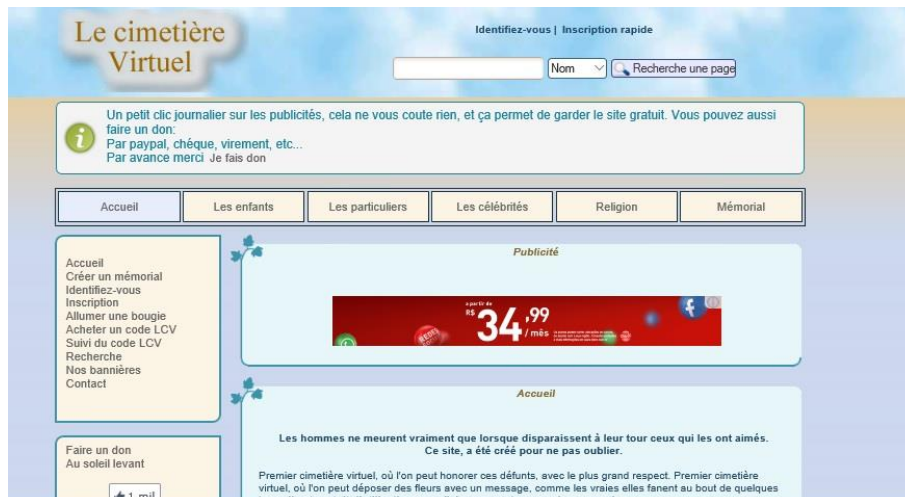 Le cimetière
Virtuel
Identifiez-vous | Inscription rapide
Nom
Recherche une page
Un petit clic journalier sur les publicités, cela ne vous coute rien, et ça permet de garder le site gratuit. Vous pouvez aussi
faire un don:
Par paypal, chéque, virement, etc...
Par avance merci Je fais don
Accueil
Les enfants
Les particuliers
Les célébrités
Religion
Mémorial
Accueil
Créer un mémorial
Identifiez-vous
Inscription
Allumer une bougie
Acheter un code LCV
Suivi du code LCV
Recherche
Nos bannières
Contact
Publicité
a partir de
R$ 34,99
/mês
Accueil
Les hommes ne meurent vraiment que lorsque disparaissent à leur tour ceux qui les ont aimés.
Ce site, a été créé pour ne pas oublier.
Premier cimetière virtuel, où l'on peut honorer ces défunts, avec le plus grand respect. Premier cimetière
virtuel, où l'on peut déposer des fleurs avec un message, comme les vraies elles fanent au bout de quelques
Faire un don
Au soleil levant
1 mil